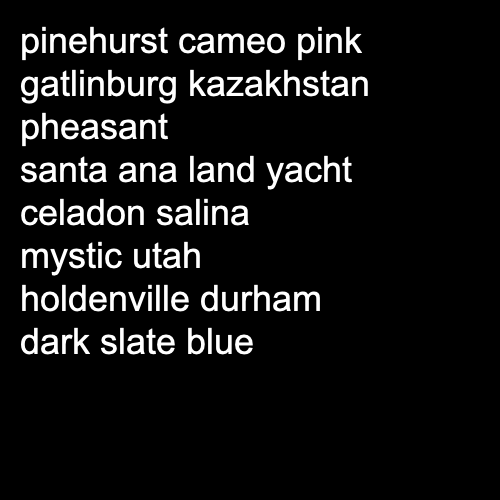 pinehurst cameo pink
gatlinburg kazakhstan
pheasant
santa ana land yacht
celadon salina
mystic utah
holdenville durham
dark slate blue